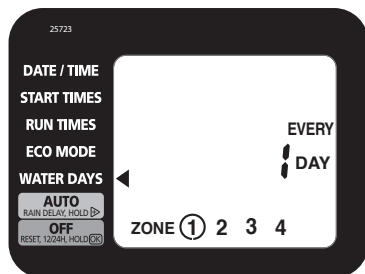 25723
DATE / TIME
START TIMES
RUN TIMES
ECO MODE
WATER DAYS
AUTO
RAIN DELAY, HOLD
OFF
RESET, 12/24H, HOLD OK
EVERY
1 DAY
ZONE 1 2 3 4